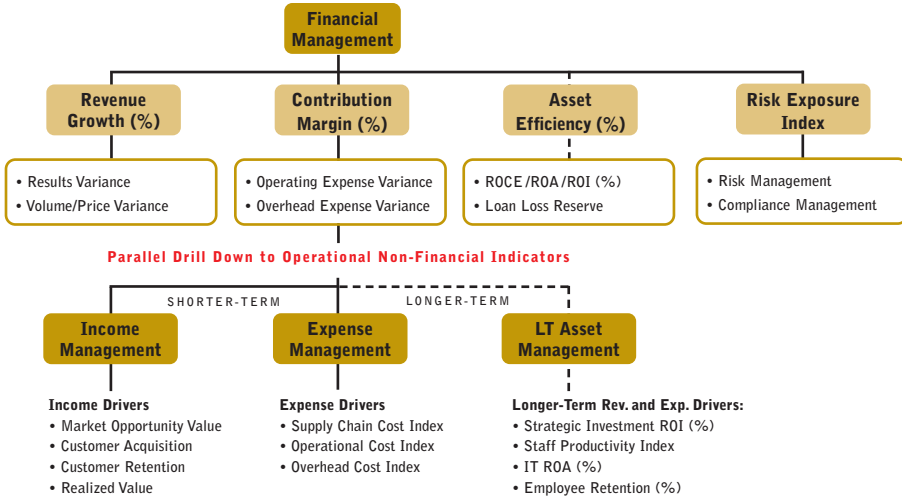 Financial
Management
Revenue
Growth (%)
Contribution
Margin (%)
Asset
Efficiency (%)
Risk Exposure
Index
• Results Variance
• Volume/Price Variance
• Operating Expense Variance
• Overhead Expense Variance
• ROCE/ROA/ROI (%)
• Loan Loss Reserve
• Risk Management
• Compliance Management
Parallel Drill Down to Operational Non-Financial Indicators
SHORTER-TERM
LONGER-TERM
Income
Management
Expense
Management
LT Asset
Management
Income Drivers
• Market Opportunity Value
• Customer Acquisition
• Customer Retention
• Realized Value
Expense Drivers
• Supply Chain Cost Index
• Operational Cost Index
• Overhead Cost Index
Longer-Term Rev. and Exp. Drivers:
• Strategic Investment ROI (%)
• Staff Productivity Index
• IT ROA (%)
• Employee Retention (%)